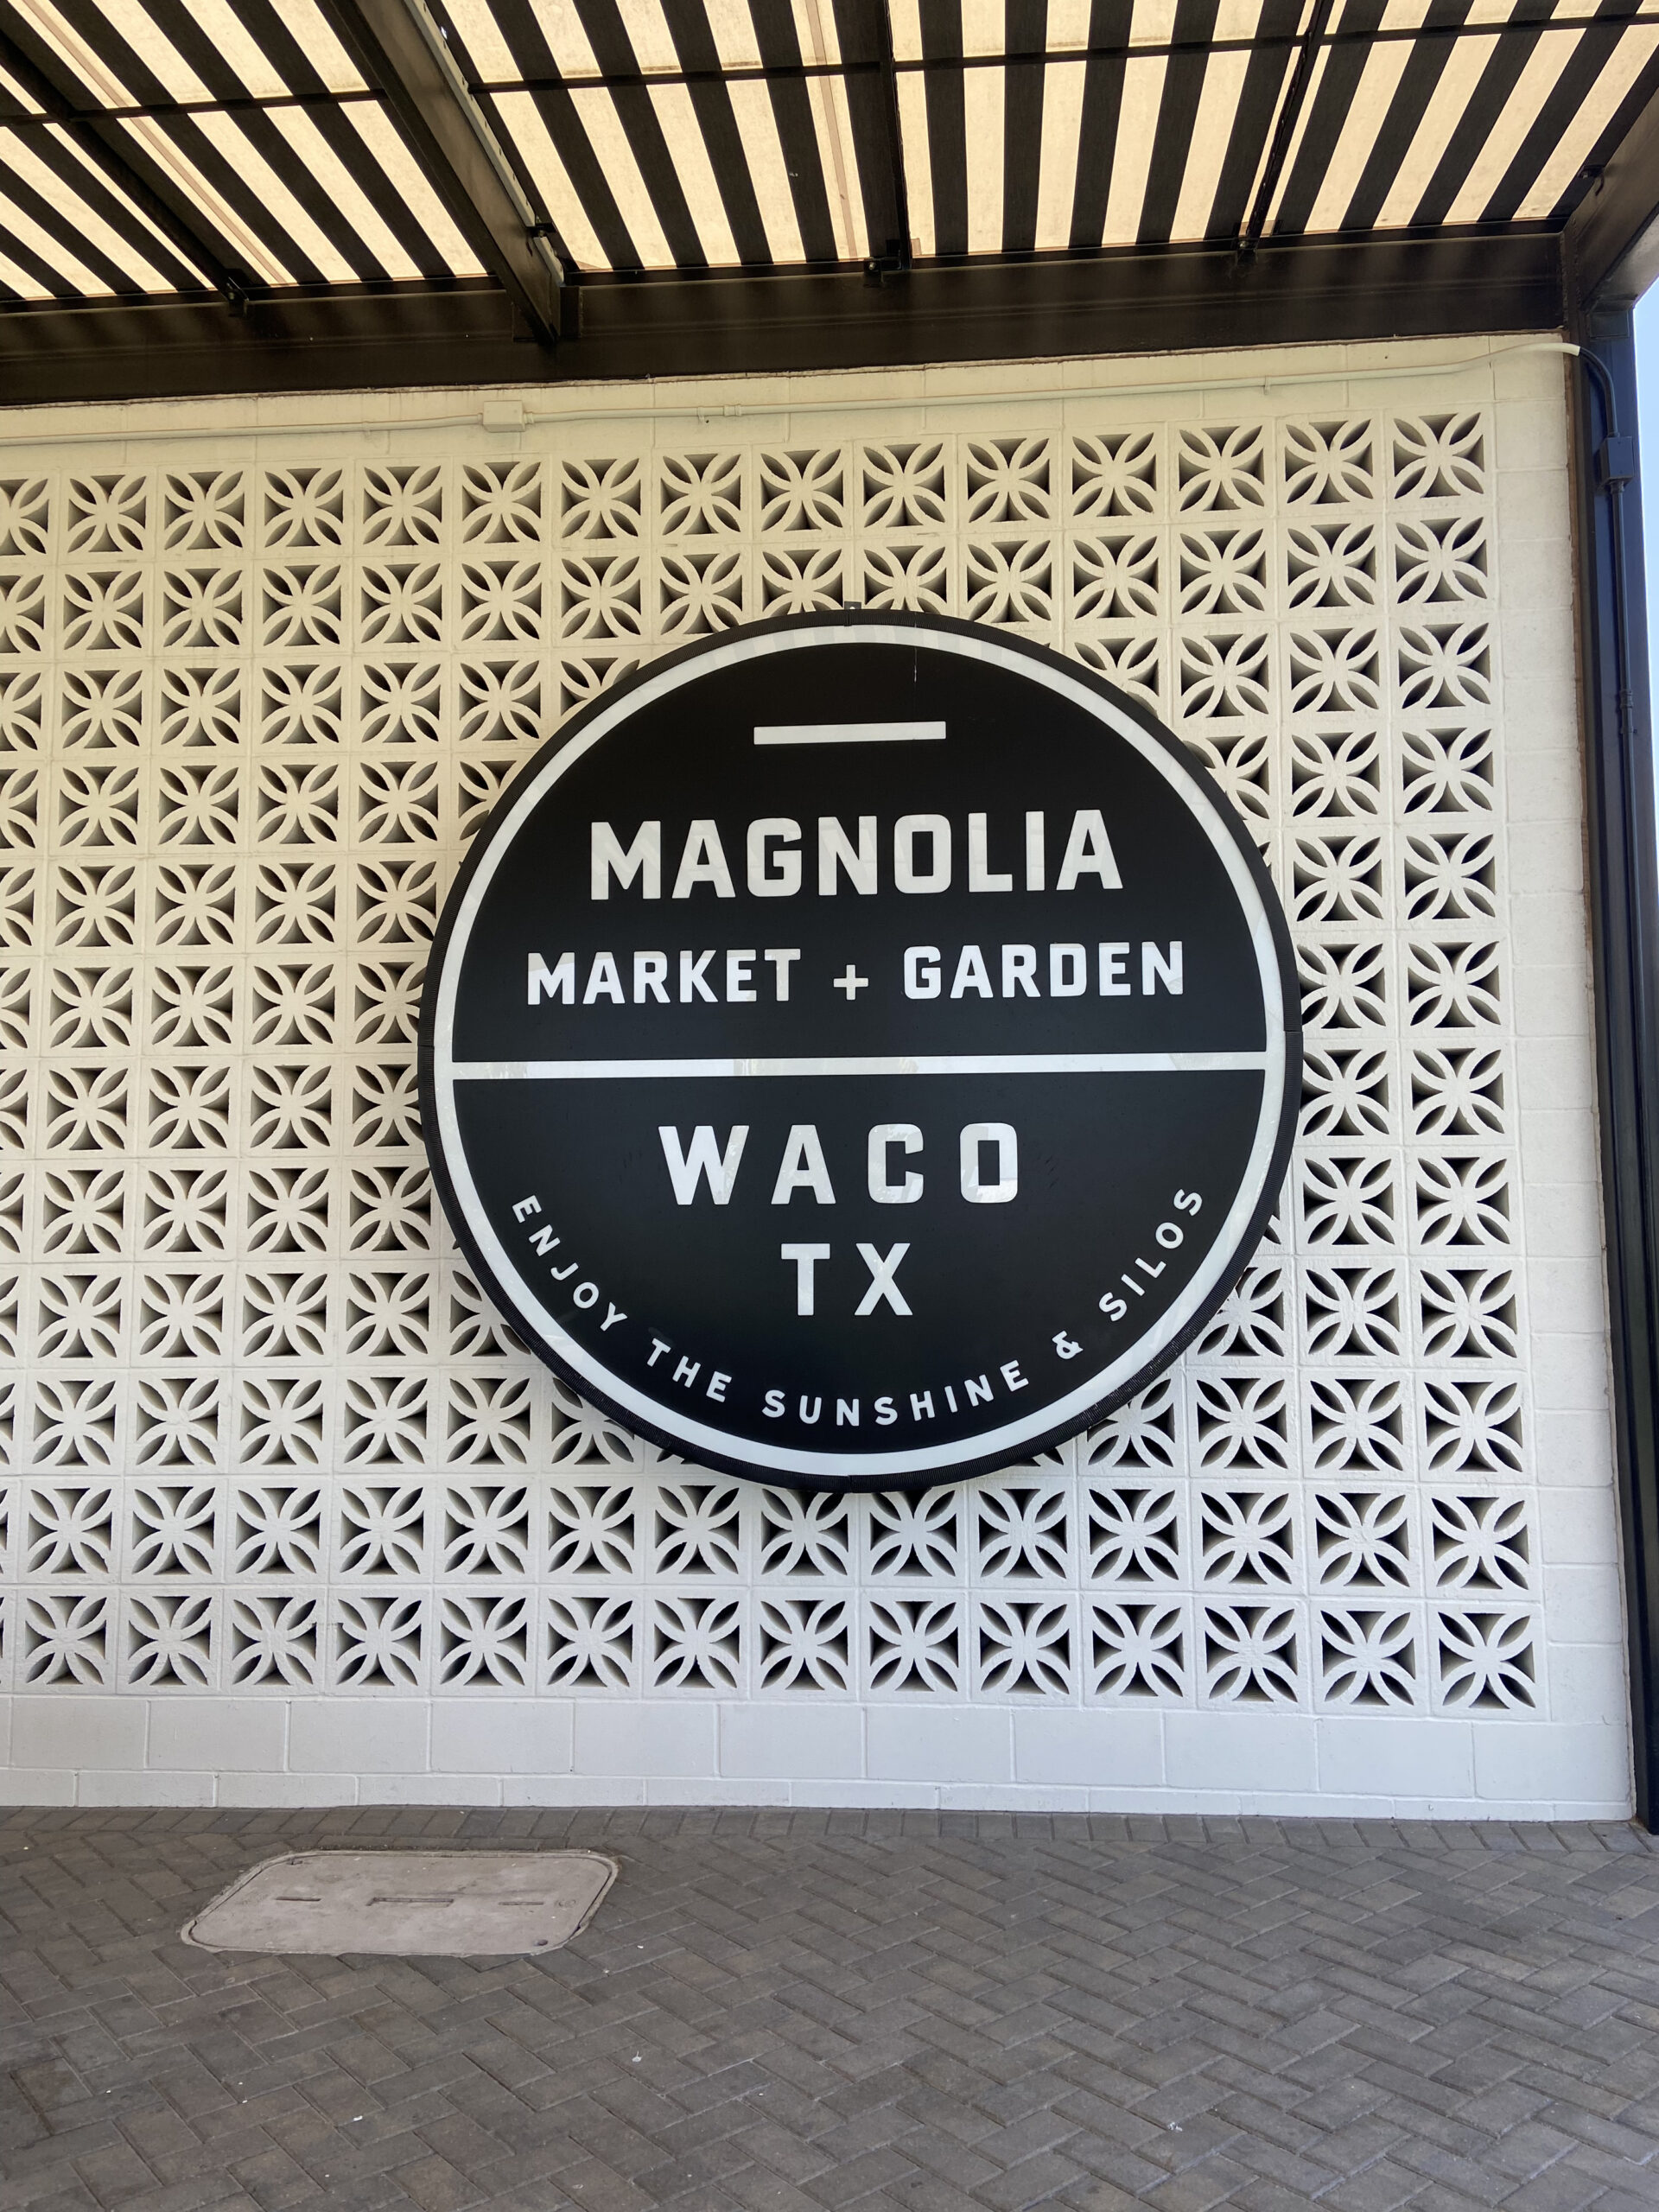 MAGNOLIA
MARKET + GARDEN
WACO
TX
ENJOY THE SUNSHINE & SILOS